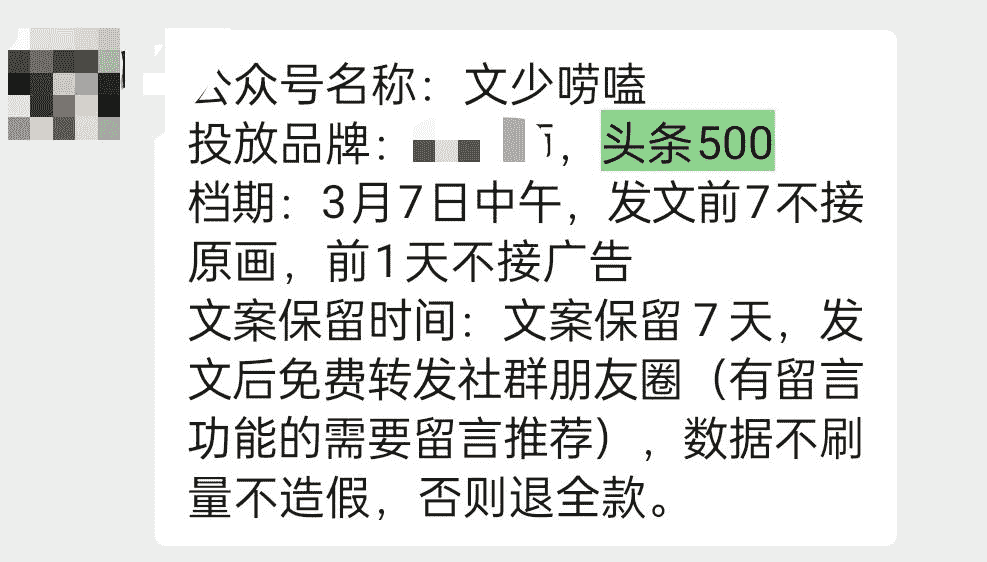 公众号名称：文少唠嗑
投放品牌：，头条500
档期：3月7日中午，发文前7不接
原画，前1天不接广告
文案保留时间：文案保留7天，发
文后免费转发社群朋友圈（有留言
功能的需要留言推荐），数据不刷
量不造假，否则退全款。